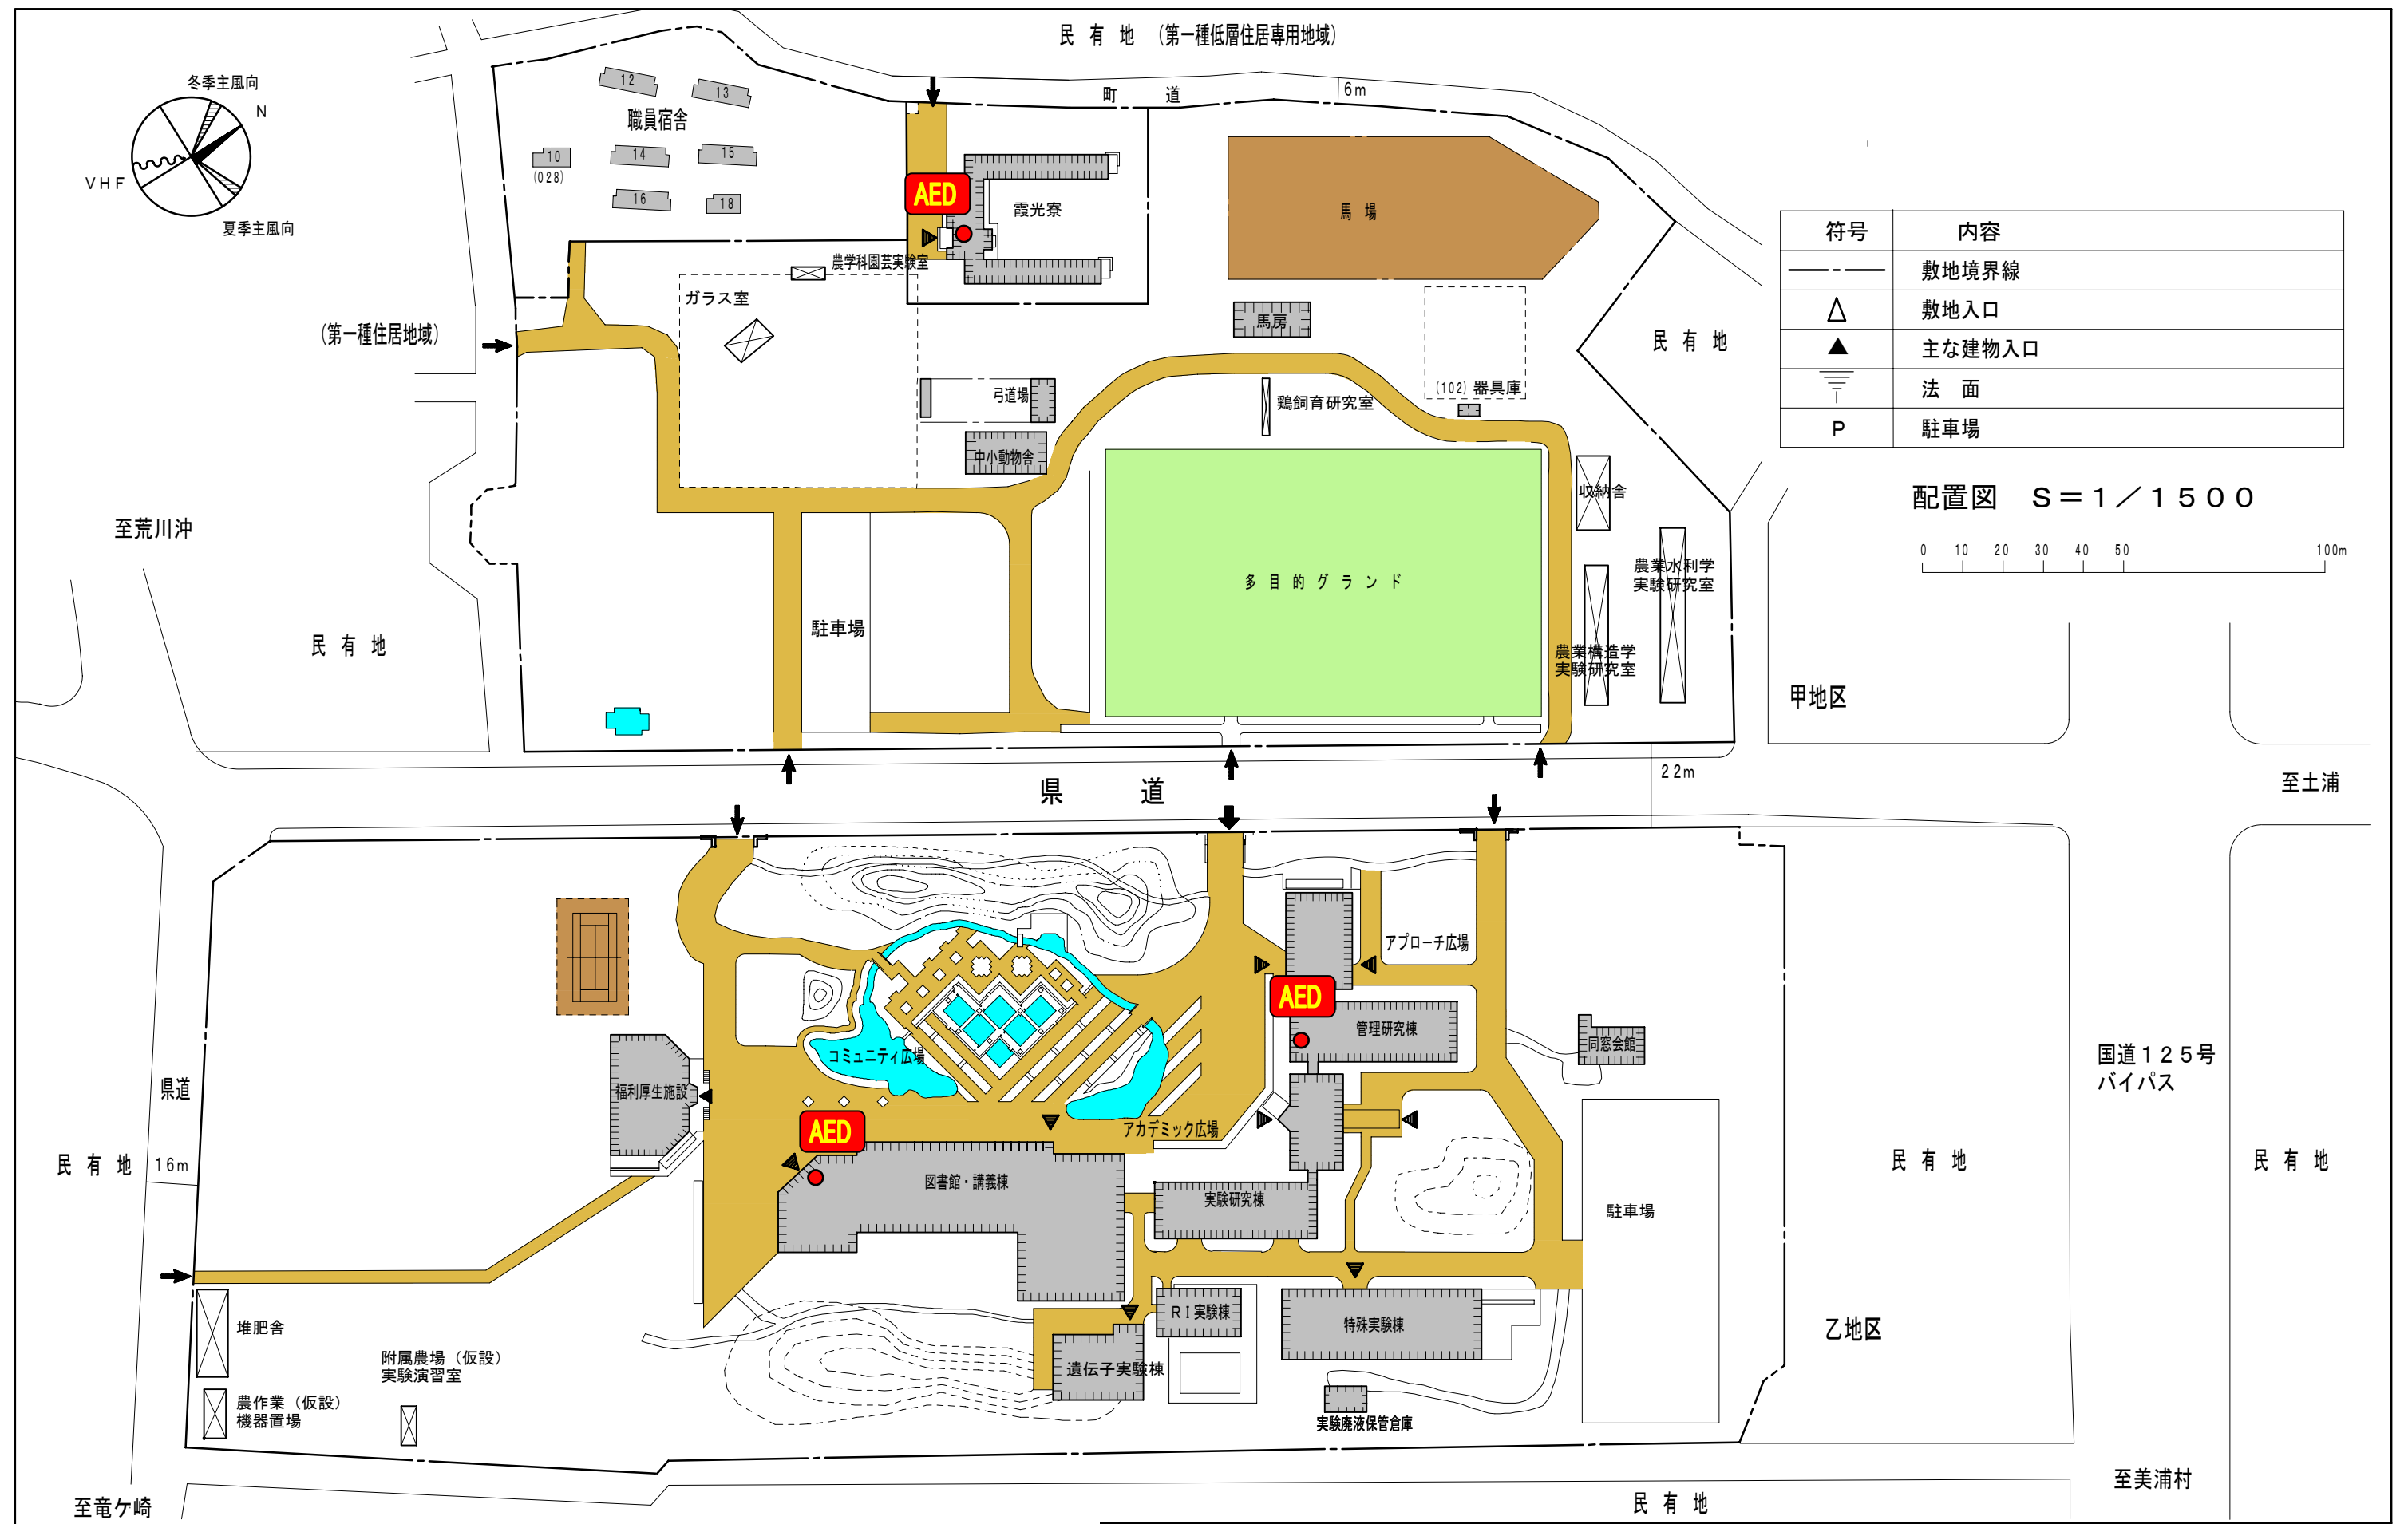 民有地 (第一種低層住居専用地域)
冬季主風向
N
VHF
夏季主風向
12
13
職員宿舎
10
(028)
14
15
16
18
町道
6m
AED
霞光寮
馬場
符号 内容
敷地境界線
敷地入口
主な建物入口
法面
P 駐車場
農学科園芸実験室
ガラス室
(第一種住居地域)
馬房
民有地
弓道場
鶏飼育研究室
(102) 器具庫
中小動物舎
収納舎
配置図 S=1/1500
0 10 20 30 40 50 100m
至荒川沖
農業水利学
実験研究室
多目的グランド
駐車場
民有地
農業構造学
実験研究室
甲地区
22m
県道
至土浦
アプローチ広場
AED
管理研究棟
同窓会館
コミュニティ広場
国道125号
バイパス
県道
福利厚生施設
AED
アカデミック広場
民有地
16m
民有地
民有地
図書館・講義棟
実験研究棟
駐車場
RI実験棟
特殊実験棟
乙地区
堆肥舎
附属農場(仮設)
実験演習室
遺伝子実験棟
農作業(仮設)
機器置場
実験廃液保管倉庫
至竜ケ崎
至美浦村
民有地